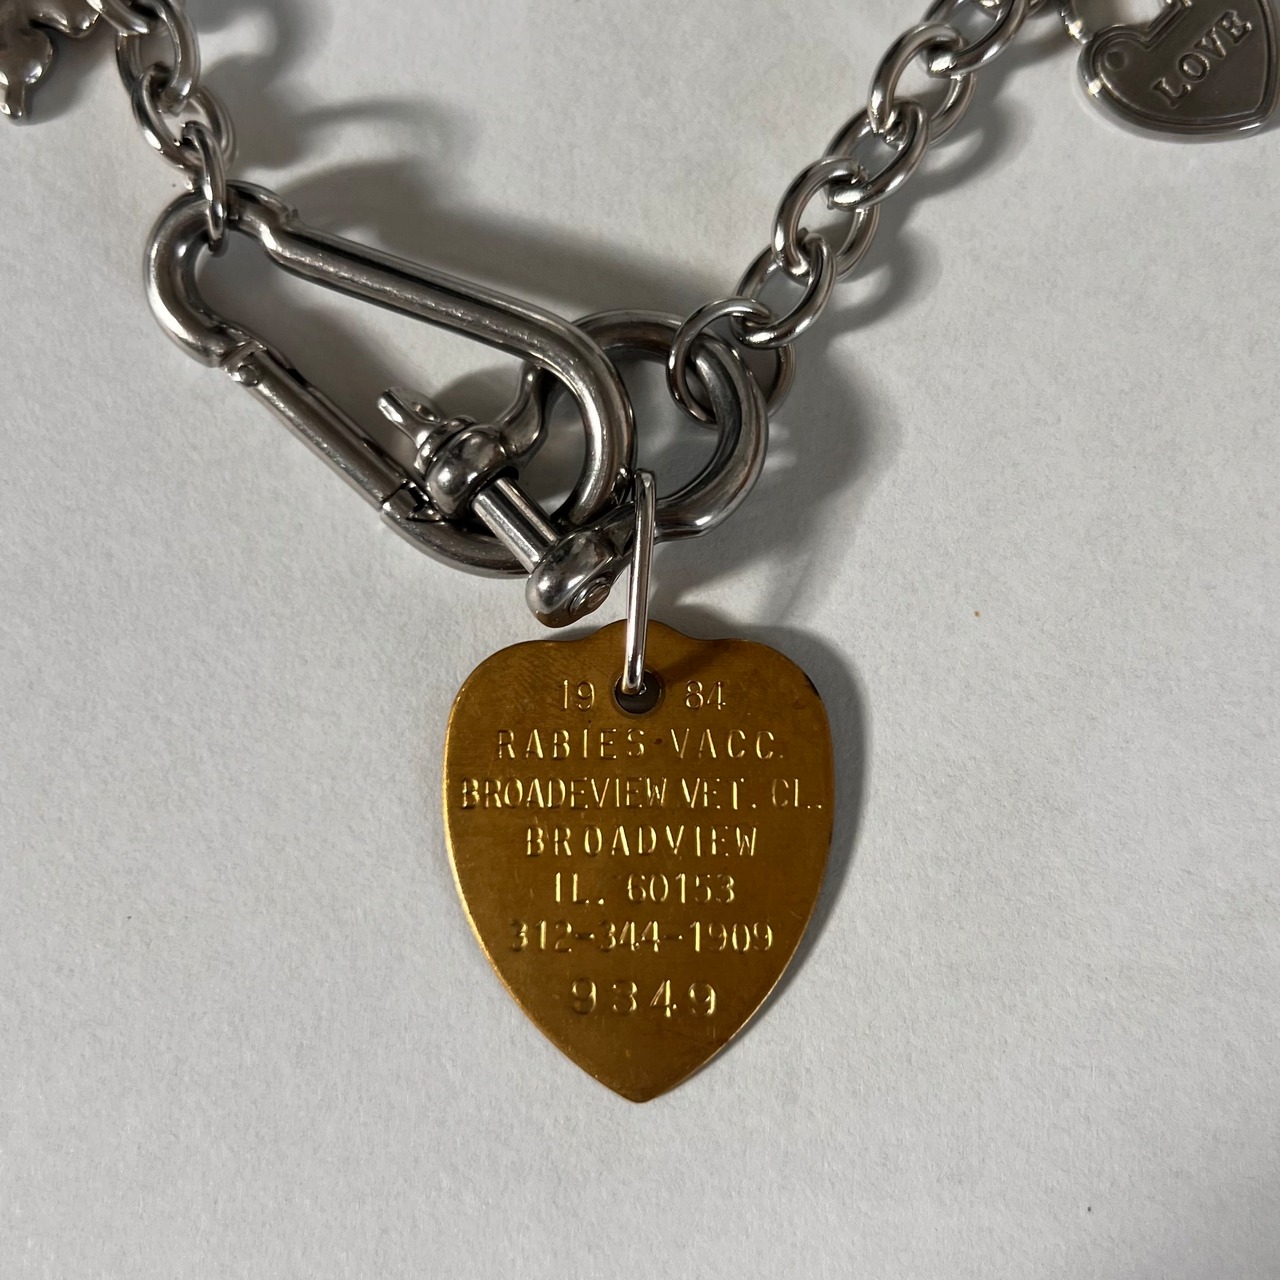 LOVE
19 84
RABIES VACC.
BROADEVIEW VET. CL.
BROADVIEW
IL. 60153
312-344-1909
9349